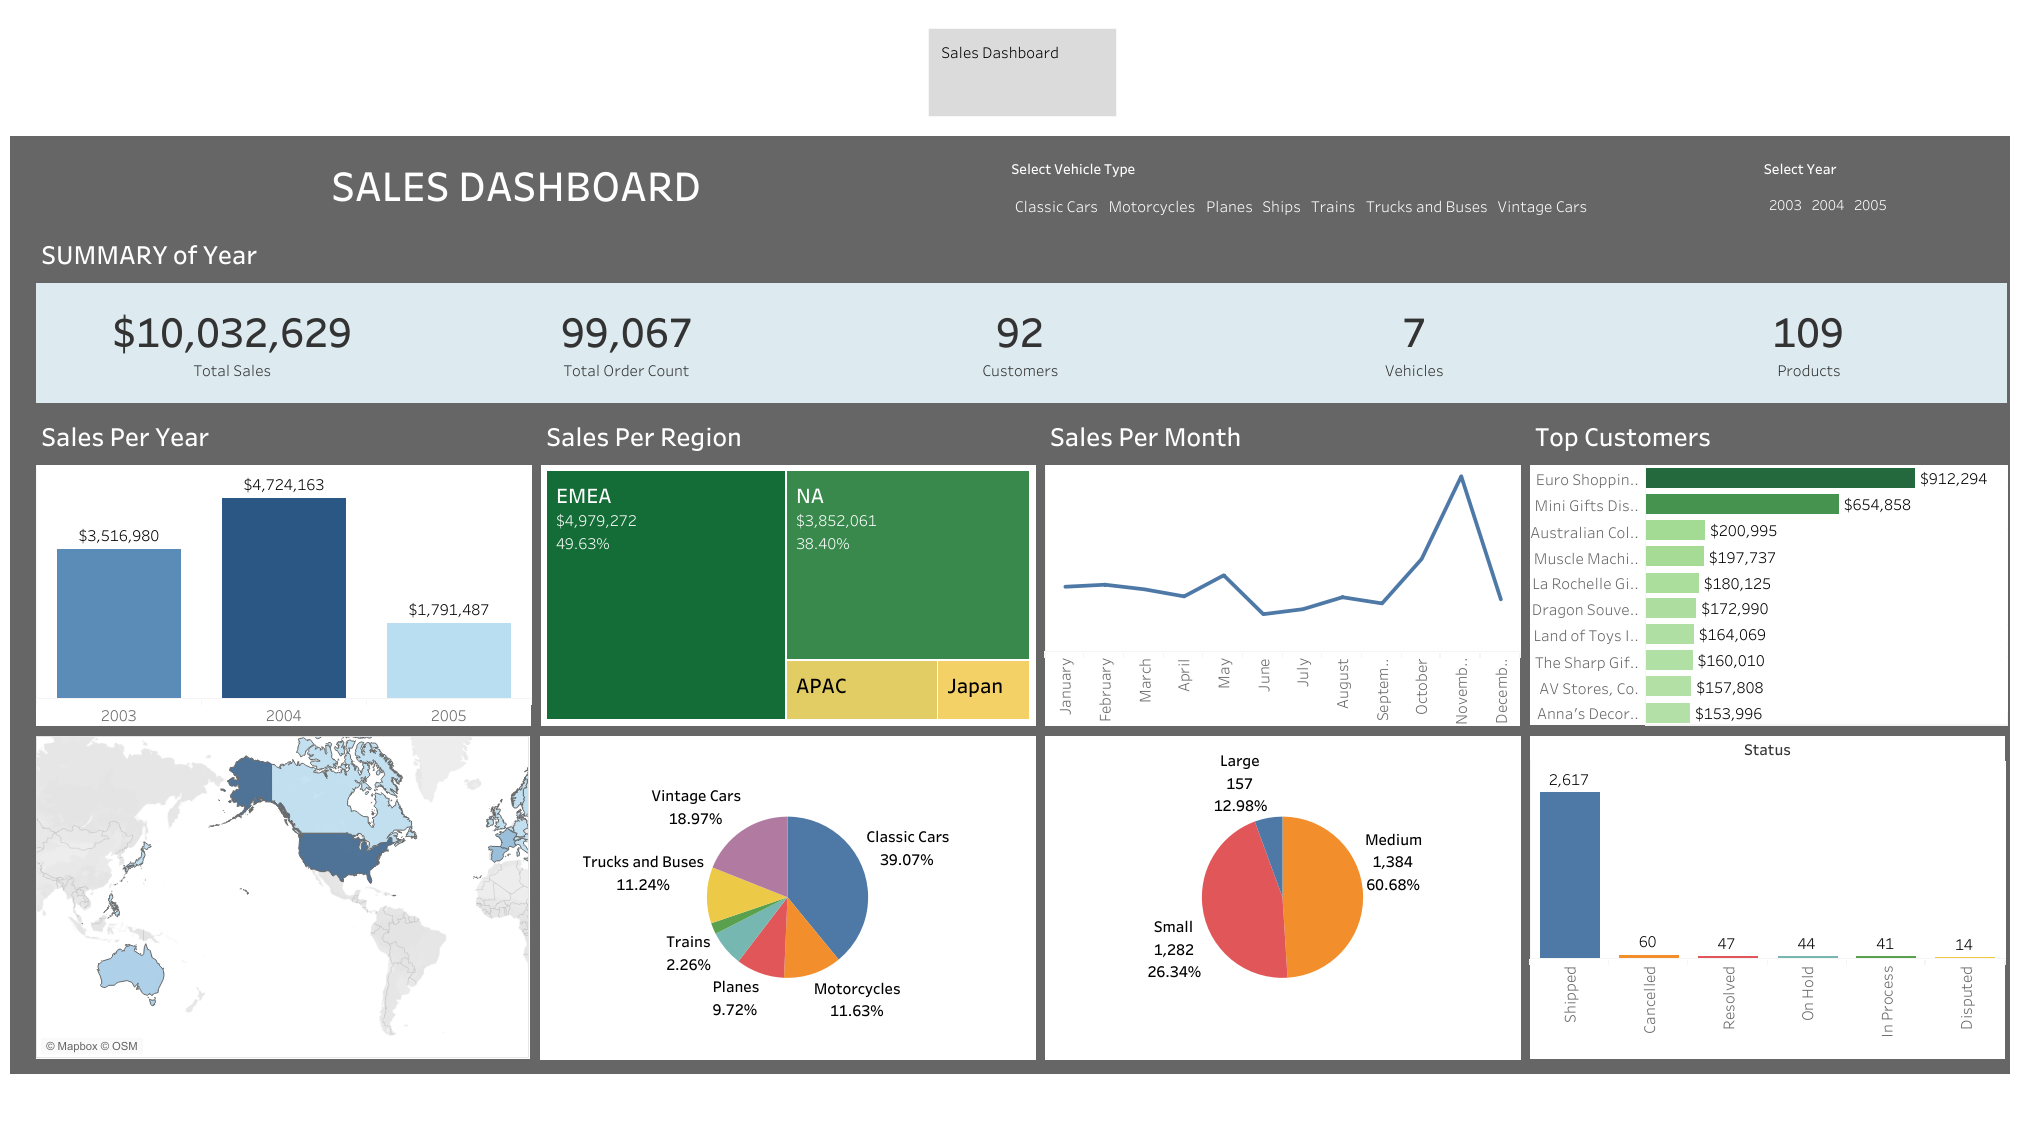 Sales Dashboard
SALES DASHBOARD
Select Vehicle Type
Classic Cars Motorcycles Planes Ships Trains Trucks and Buses Vintage Cars
Select Year
2003 2004 2005
SUMMARY of Year
$10,032,629
Total Sales
99,067
Total Order Count
92
Customers
7
Vehicles
109
Products
Sales Per Year
$3,516,980
$4,724,163
$1,791,487
2003
2004
2005
Sales Per Region
EMEA
$4,979,272
49.63%
NA
$3,852,061
38.40%
APAC
Japan
Sales Per Month
January
February
March
April
May
June
July
August
Septem..
October
Novemb..
Decemb..
Top Customers
Euro Shoppin.. $912,294
Mini Gifts Dis.. $654,858
Australian Col.. $200,995
Muscle Machi.. $197,737
La Rochelle Gi.. $180,125
Dragon Souve.. $172,990
Land of Toys I.. $164,069
The Sharp Gif.. $160,010
AV Stores, Co. $157,808
Anna's Decor.. $153,996
© Mapbox © OSM
Vintage Cars
18.97%
Classic Cars
39.07%
Trucks and Buses
11.24%
Trains
2.26%
Planes
9.72%
Motorcycles
11.63%
Large
157
12.98%
Medium
1,384
60.68%
Small
1,282
26.34%
Status
2,617
60
47
44
41
14
Shipped
Cancelled
Resolved
On Hold
In Process
Disputed